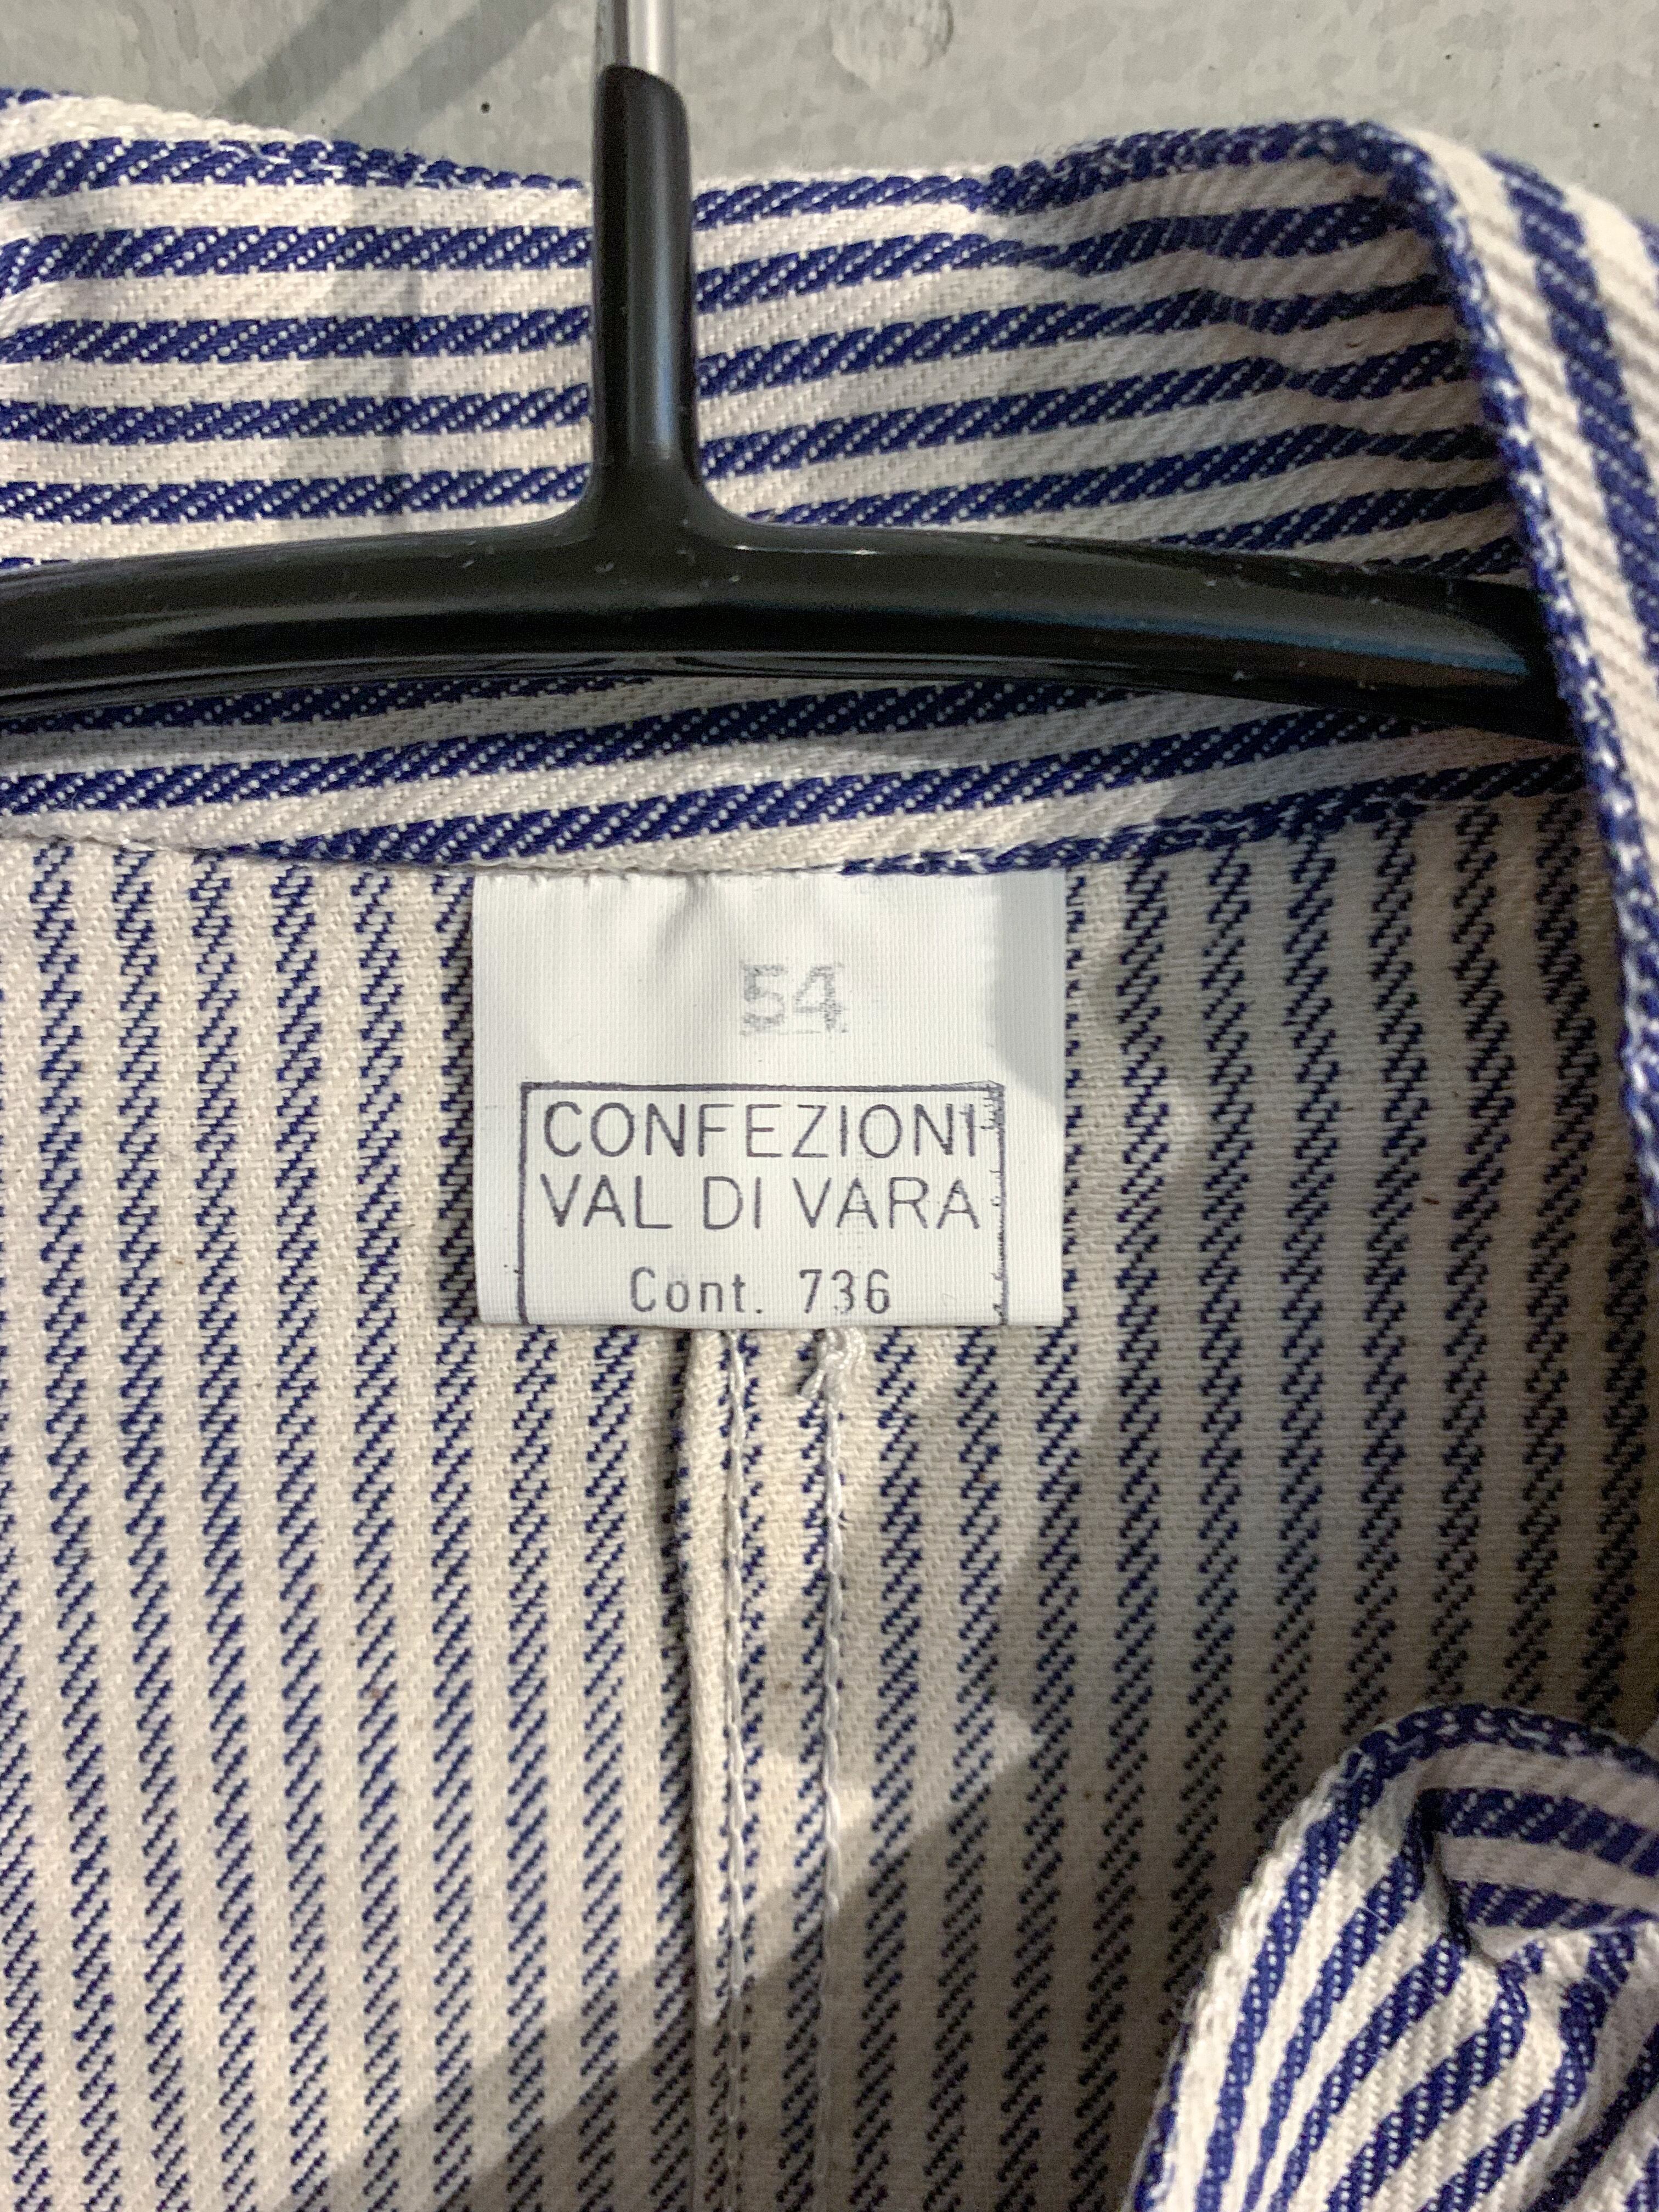 54
CONFEZIONI
VAL DI VARA
Cont. 736